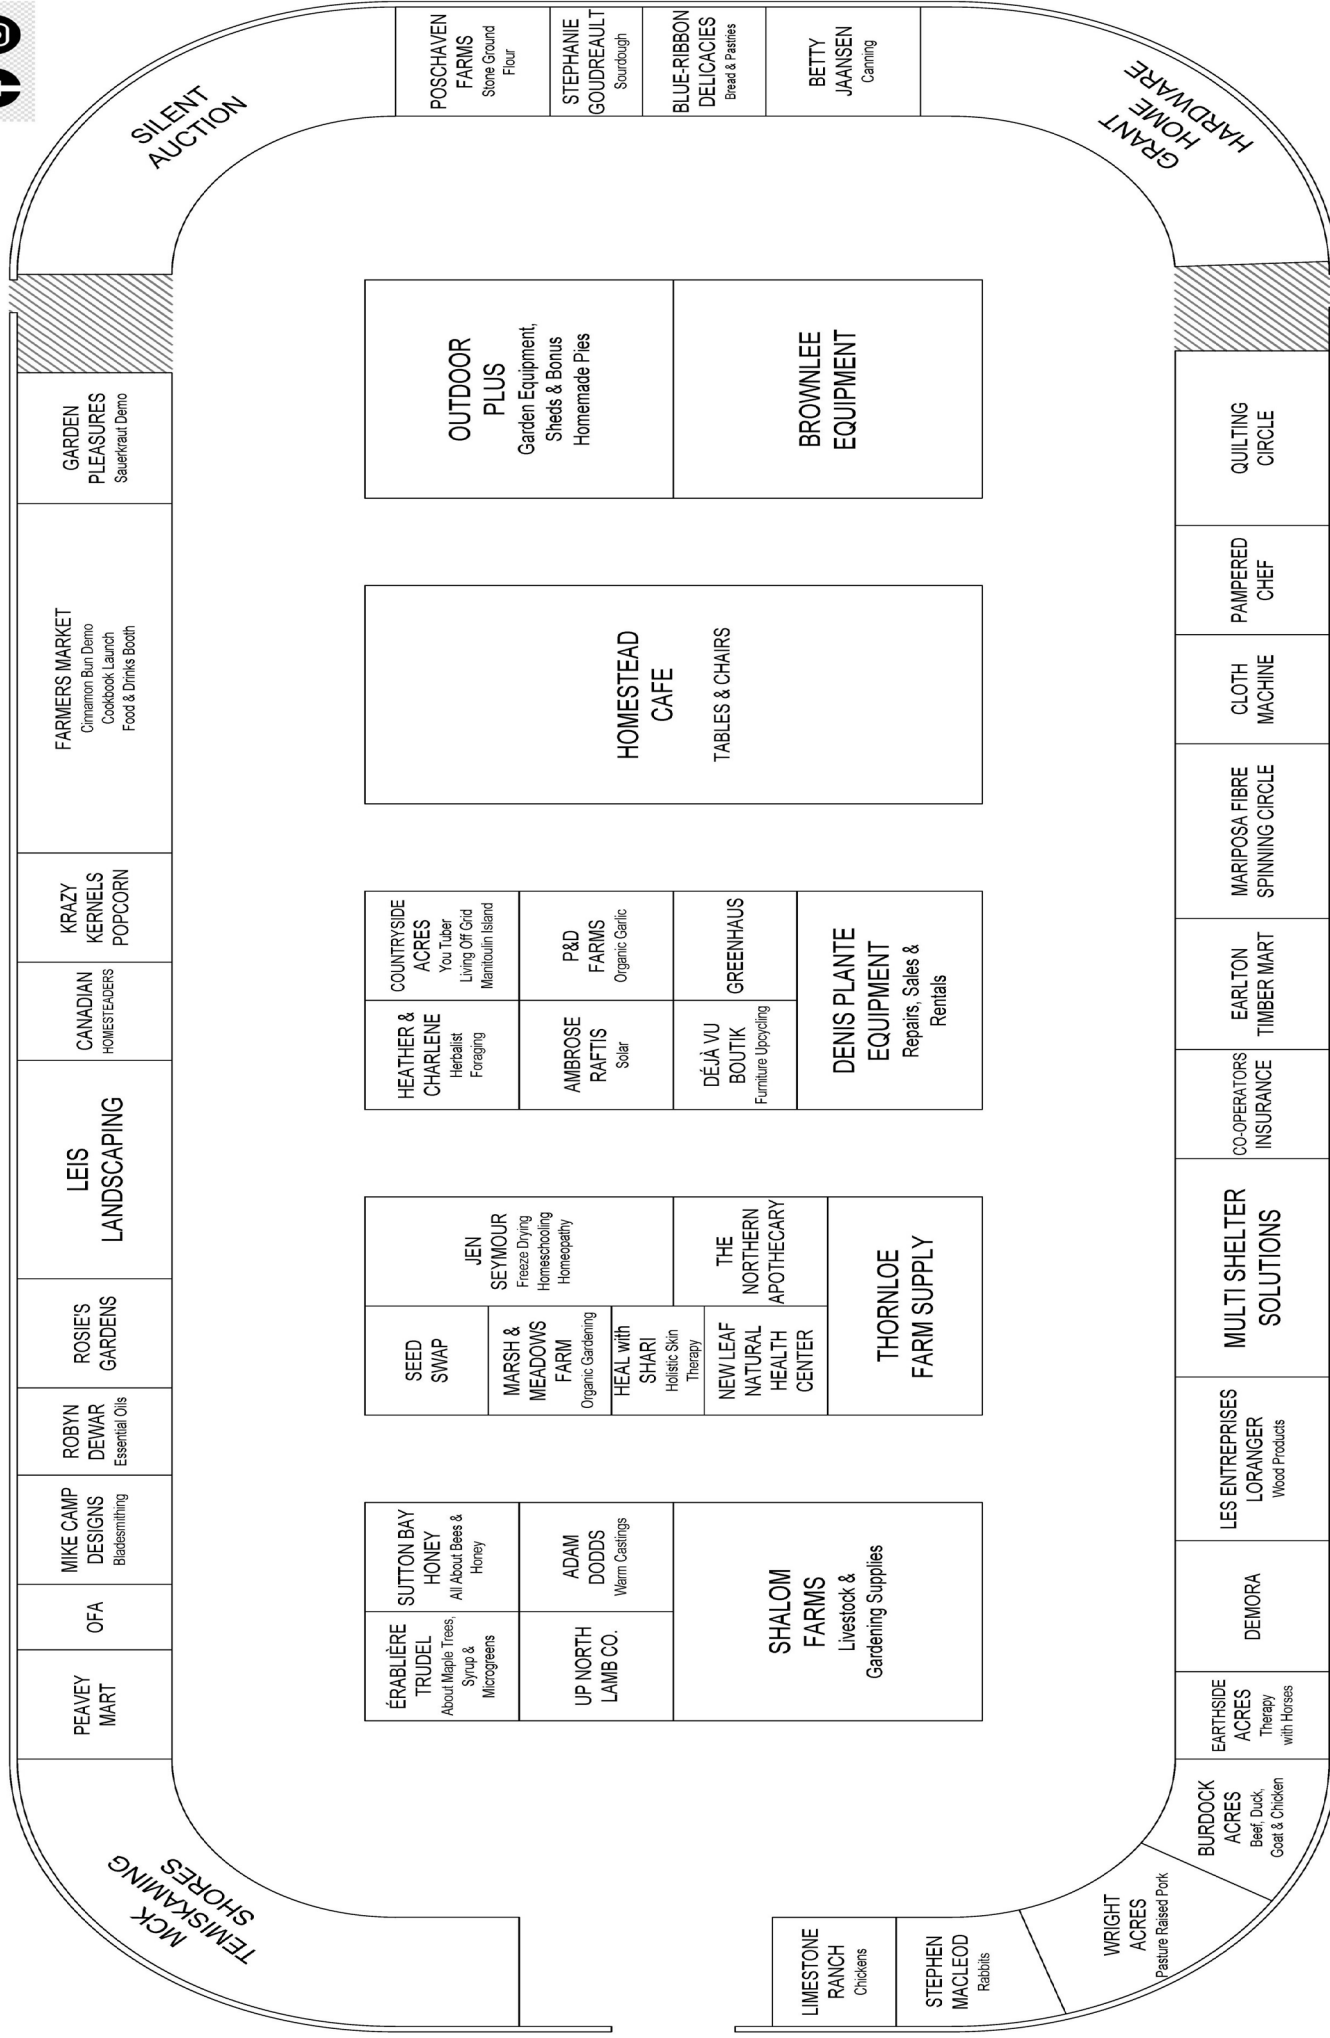 SILENT
AUCTION
POSCHAVEN
FARMS
Stone Ground
Flour
STEPHANIE
GOUDREAULT
Sourdough
BLUE-RIBBON
DELICACIES
Bread & Pastries
BETTY
JAANSEN
Canning
GRANT
HOME
HARDWARE
GARDEN
PLEASURES
Sauerkraut Demo
FARMERS MARKET
Cinnamon Bun Demo
Cookbook Launch
Food & Drinks Booth
KRAZY
KERNELS
POPCORN
CANADIAN
HOMESTEADERS
LEIS
LANDSCAPING
ROSIE'S
GARDENS
ROBYN
DEWAR
Essential Oils
MIKE CAMP
DESIGNS
Bladesmithing
OFA
PEAVEY
MART
MCK
TEMISKAMING
SHORES
OUTDOOR
PLUS
Garden Equipment,
Sheds & Bonus
Homemade Pies
BROWNLEE
EQUIPMENT
HOMESTEAD
CAFE
TABLES & CHAIRS
COUNTRYSIDE
ACRES
You Tuber
Living Off Grid
Manitoulin Island
P&D
FARMS
Organic Garlic
GREENHAUS
HEATHER &
CHARLENE
Herbalist
Foraging
AMBROSE
RAFTIS
Solar
DÉJÀ VU
BOUTIK
Furniture Upcycling
DENIS PLANTE
EQUIPMENT
Repairs, Sales &
Rentals
JEN
SEYMOUR
Freeze Drying
Homeschooling
Homeopathy
THE
NORTHERN
APOTHECARY
SEED
SWAP
MARSH &
MEADOWS
FARM
Organic Gardening
HEAL with
SHARI
Holistic Skin
Therapy
NEW LEAF
NATURAL
HEALTH
CENTER
THORNLOE
FARM SUPPLY
SUTTON BAY
HONEY
All About Bees &
Honey
ADAM
DODDS
Warm Castings
ÉRABLIÈRE
TRUDEL
About Maple Trees,
Syrup &
Microgreens
UP NORTH
LAMB CO.
SHALOM
FARMS
Livestock &
Gardening Supplies
QUILTING
CIRCLE
PAMPERED
CHEF
CLOTH
MACHINE
MARIPOSA FIBRE
SPINNING CIRCLE
EARLTON
TIMBER MART
CO-OPERATORS
INSURANCE
MULTI SHELTER
SOLUTIONS
LES ENTREPRISES
LORANGER
Wood Products
DEMORA
EARTHSIDE
ACRES
Therapy
with Horses
BURDOCK
ACRES
Beef, Duck,
Goat & Chicken
WRIGHT
ACRES
Pasture Raised Pork
STEPHEN
MACLEOD
Rabbits
LIMESTONE
RANCH
Chickens